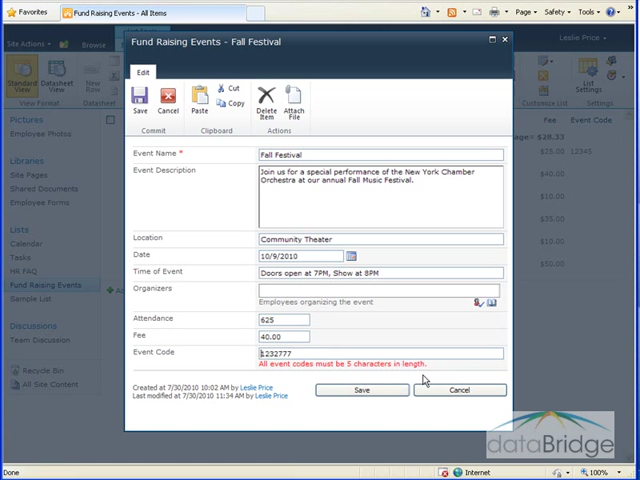 Favorites
Fund Raising Events - All Items
Page
Safety
Tools
Leslie Price
Site Actions
Browse
Fund Raising Events - Fall Festival
Edit
Save
Cancel
Paste
Cut
Copy
Delete Item
Attach File
Commit
Clipboard
Actions
Standard View
Datasheet View
New Row
View Format
Datasheet
List Settings
Customize List
Settings
Pictures
Employee Photos
Libraries
Site Pages
Shared Documents
Employee Forms
Lists
Calendar
Tasks
HR FAQ
Fund Raising Events
Sample List
Discussions
Team Discussion
Recycle Bin
All Site Content
Event Name *
Fall Festival
Event Description
Join us for a special performance of the New York Chamber
Orchestra at our annual Fall Music Festival.
Location
Community Theater
Date
10/9/2010
Time of Event
Doors open at 7PM, Show at 8PM
Organizers
Employees organizing the event
Attendance
625
Fee
40.00
Event Code
1232777
All event codes must be 5 characters in length.
Created at 7/30/2010 10:02 AM by Leslie Price
Last modified at 7/30/2010 11:34 AM by Leslie Price
Save
Cancel
Fee
Event Code
= $28.33
$25.00
12345
$40.00
$35.00
$40.00
$50.00
dataBridge
Done
Internet
100%